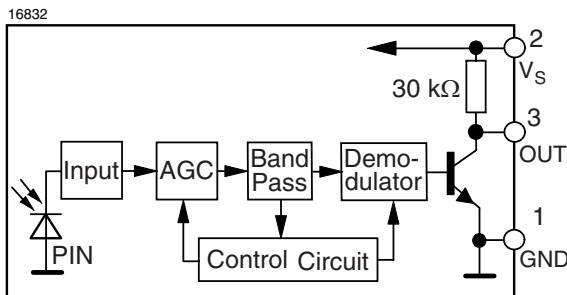 16832
2
V_S
30 kΩ
3
OUT
Input
AGC
Band
Pass
Demo-
dulator
PIN
Control Circuit
1
GND